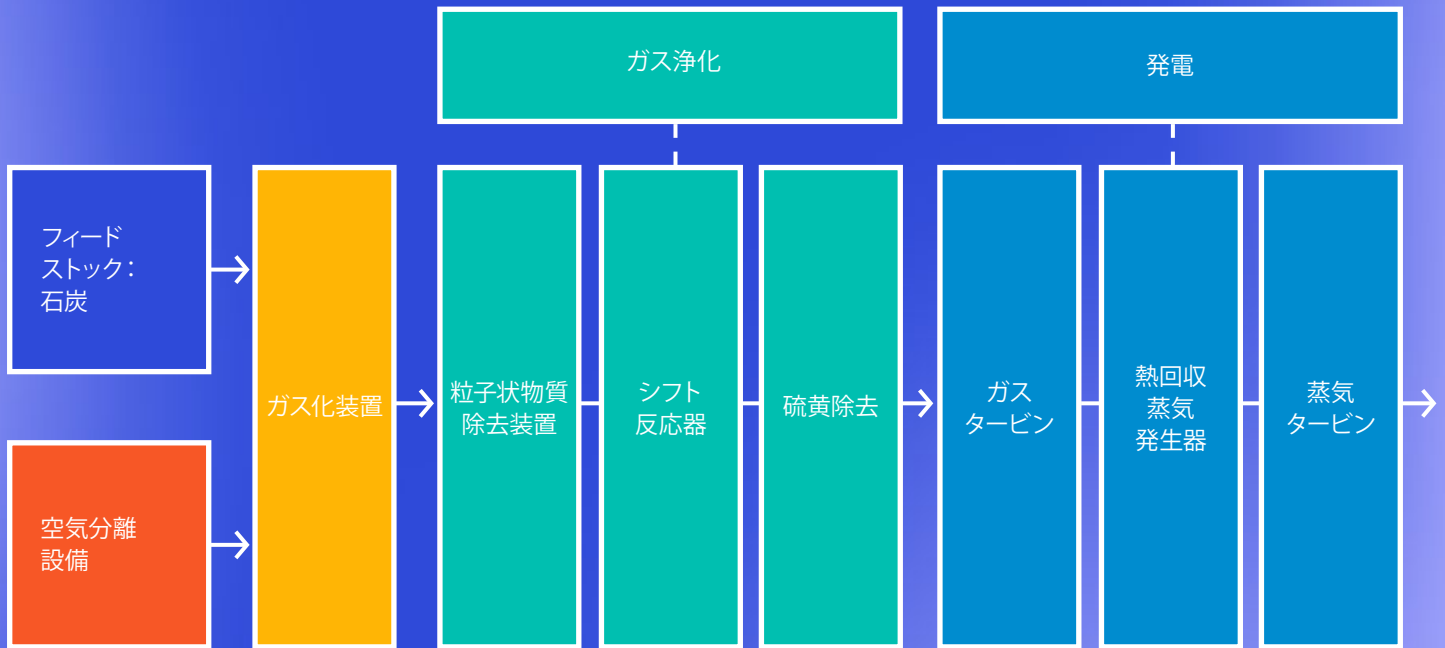 ガス浄化
発電
フィード
ストック：
石炭
空気分離
設備
ガス化装置
粒子状物質
除去装置
シフト
反応器
硫黄除去
ガス
タービン
熱回収
蒸気
発生器
蒸気
タービン